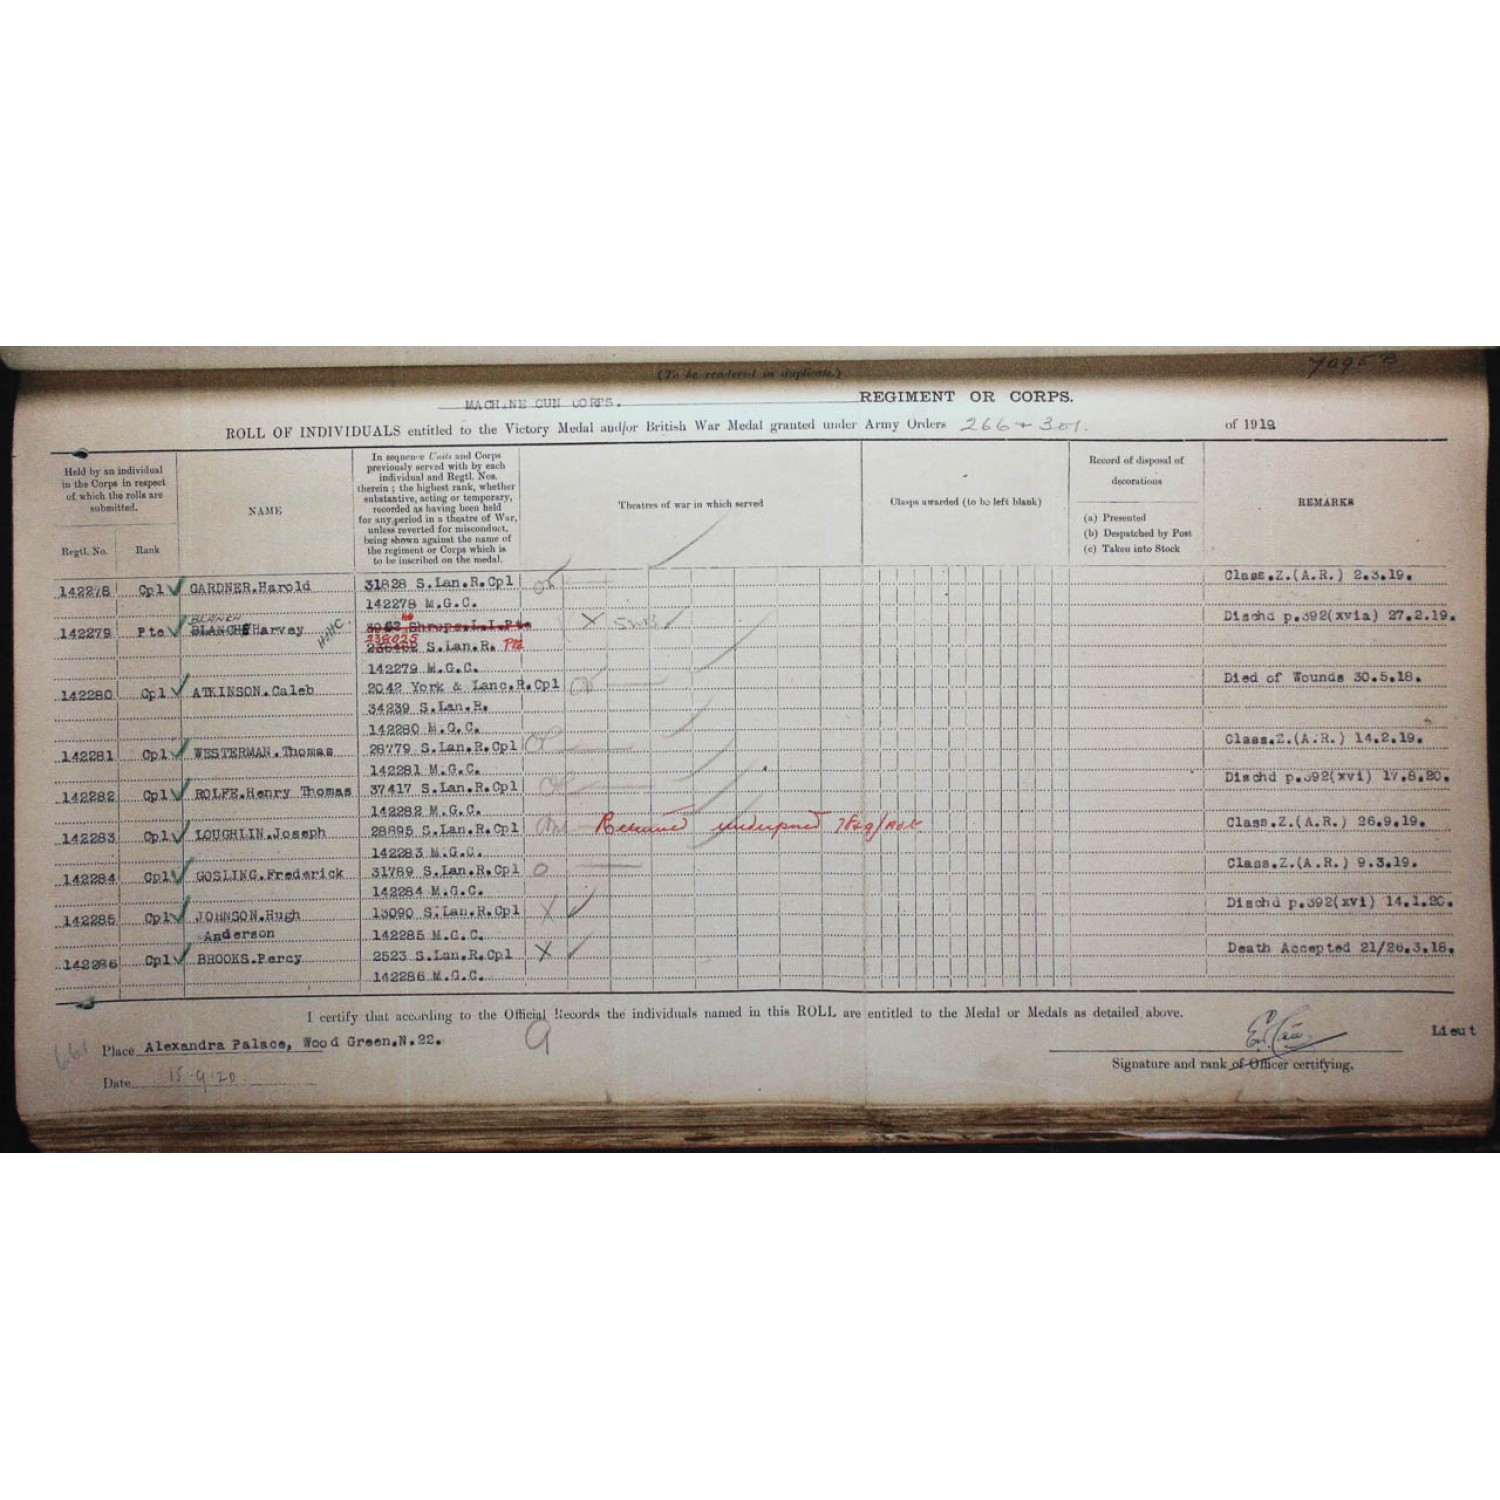 (To be rendered in duplicate.)
7095 B
MACHINE GUN CORPS. REGIMENT OR CORPS.
ROLL OF INDIVIDUALS entitled to the Victory Medal and/or British War Medal granted under Army Orders 266 + 301. of 1919
Held by an individual in the Corps in respect of which the rolls are submitted.
Regtl. No. Rank
NAME
In sequence Units and Corps previously served with by each individual and Regtl. Nos. therein ; the highest rank, whether substantive, acting or temporary, recorded as having been held for any period in a theatre of War, unless reverted for misconduct, being shown against the name of the regiment or Corps which is to be inscribed on the medal.
Theatres of war in which served
Clasps awarded (to be left blank)
Record of disposal of decorations
(a) Presented
(b) Despatched by Post
(c) Taken into Stock
REMARKS
142278 Cpl GARDNER.Harold 31828 S.Lan.R.Cpl Class.Z.(A.R.) 2.3.19.
142278 M.G.C.
BLANCH
142279 Pte BLANCHE Harvey Shrops.L.I.Pte X Dischd p.392(xvia) 27.2.19.
238025
S.Lan.R. Pte
142279 M.G.C.
142280 Cpl ATKINSON.Caleb 2042 York & Lanc.R.Cpl Died of Wounds 30.5.18.
34239 S.Lan.R.
142280 M.G.C.
142281 Cpl WESTERMAN.Thomas 28779 S.Lan.R.Cpl Class.Z.(A.R.) 14.2.19.
142281 M.G.C.
142282 Cpl ROLFE.Henry Thomas 37417 S.Lan.R.Cpl Dischd p.392(xvi) 17.8.20.
142282 M.G.C.
142283 Cpl LOUGHLIN.Joseph 28895 S.Lan.R.Cpl Returned Class.Z.(A.R.) 26.9.19.
142283 M.G.C.
142284 Cpl GOSLING.Frederick 31789 S.Lan.R.Cpl Class.Z.(A.R.) 9.3.19.
142284 M.G.C.
142285 Cpl JOHNSON.Hugh 13090 S.Lan.R.Cpl X Dischd p.392(xvi) 14.1.20.
Anderson 142285 M.G.C.
142286 Cpl BROOKS.Percy 2523 S.Lan.R.Cpl X Death Accepted 21/26.3.18.
142286 M.G.C.
I certify that according to the Official Records the individuals named in this ROLL are entitled to the Medal or Medals as detailed above.
Place Alexandra Palace, Wood Green.N.22.
Lieut
Date 15.9.20
Signature and rank of Officer certifying.